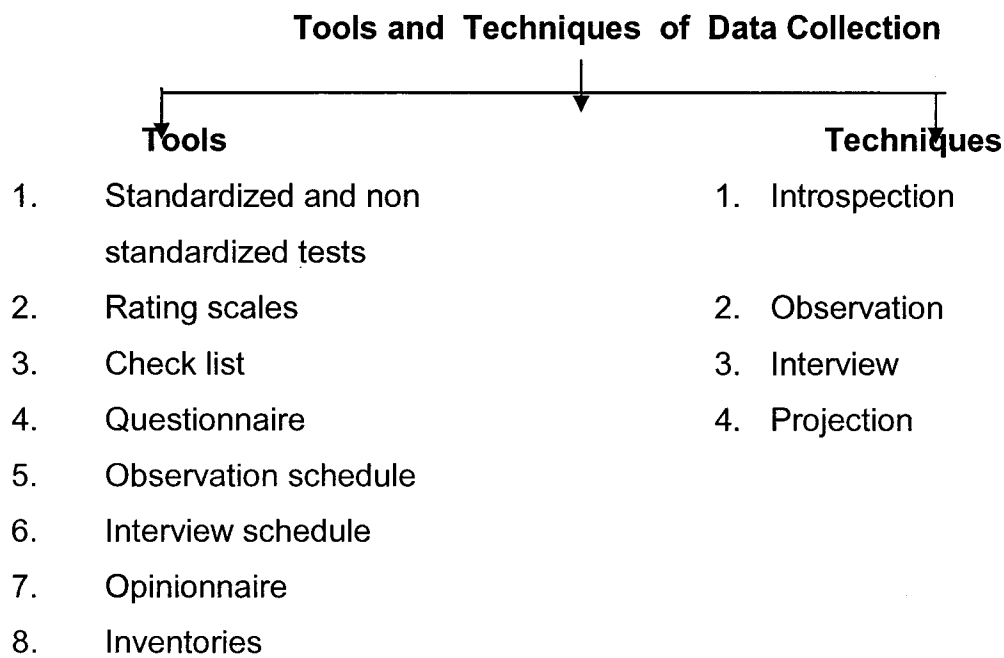 Tools and Techniques of Data Collection
Tools
1. Standardized and non
standardized tests
2. Rating scales
3. Check list
4. Questionnaire
5. Observation schedule
6. Interview schedule
7. Opinionnaire
8. Inventories
Techniques
1. Introspection
2. Observation
3. Interview
4. Projection